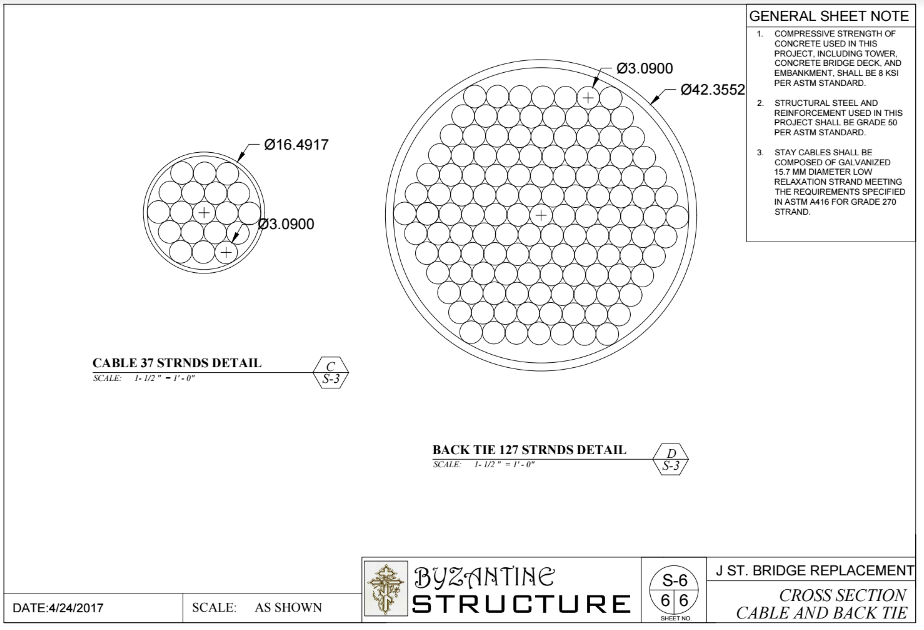 GENERAL SHEET NOTE
1. COMPRESSIVE STRENGTH OF
CONCRETE USED IN THIS
PROJECT, INCLUDING TOWER,
CONCRETE BRIDGE DECK, AND
EMBANKMENT, SHALL BE 8 KSI
PER ASTM STANDARD.
2. STRUCTURAL STEEL AND
REINFORCEMENT USED IN THIS
PROJECT SHALL BE GRADE 50
PER ASTM STANDARD.
3. STAY CABLES SHALL BE
COMPOSED OF GALVANIZED
15.7 MM DIAMETER LOW
RELAXATION STRAND MEETING
THE REQUIREMENTS SPECIFIED
IN ASTM A416 FOR GRADE 270
STRAND.
Ø3.0900
Ø42.3552
Ø16.4917
Ø3.0900
CABLE 37 STRNDS DETAIL
SCALE: 1- 1/2 " = 1' - 0"
C
S-3
BACK TIE 127 STRNDS DETAIL
SCALE: 1- 1/2 " = 1' - 0"
D
S-3
DATE:4/24/2017
SCALE: AS SHOWN
BYZANTINE
STRUCTURE
S-6
6 6
SHEET NO.
J ST. BRIDGE REPLACEMENT
CROSS SECTION
CABLE AND BACK TIE